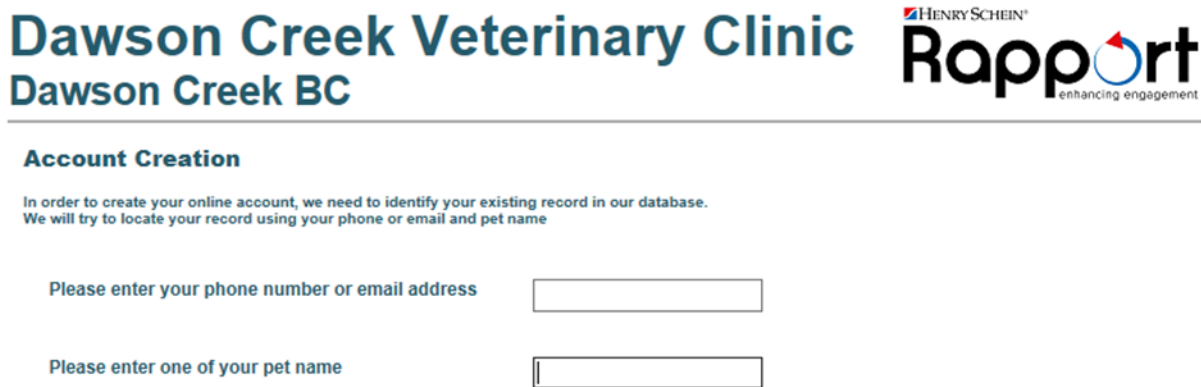 Dawson Creek Veterinary Clinic
Dawson Creek BC
HENRY SCHEIN®
Rapport
enhancing engagement
Account Creation
In order to create your online account, we need to identify your existing record in our database.
We will try to locate your record using your phone or email and pet name
Please enter your phone number or email address
Please enter one of your pet name